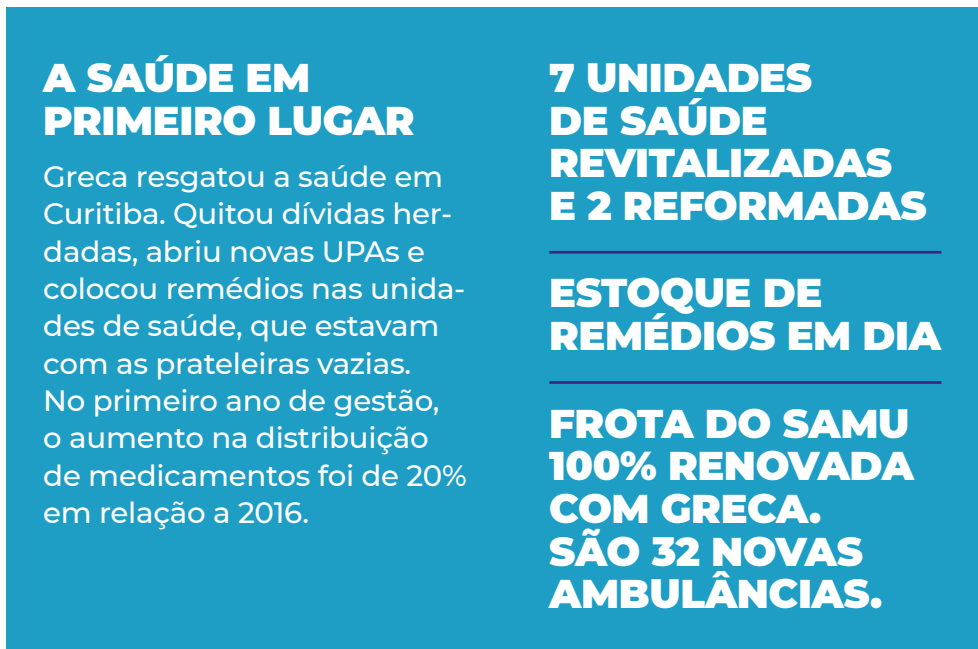 A SAÚDE EM
PRIMEIRO LUGAR
Greca resgatou a saúde em
Curitiba. Quitou dívidas her-
dadas, abriu novas UPAs e
colocou remédios nas unida-
des de saúde, que estavam
com as prateleiras vazias.
No primeiro ano de gestão,
o aumento na distribuição
de medicamentos foi de 20%
em relação a 2016.
7 UNIDADES
DE SAÚDE
REVITALIZADAS
E 2 REFORMADAS
ESTOQUE DE
REMÉDIOS EM DIA
FROTA DO SAMU
100% RENOVADA
COM GRECA.
SÃO 32 NOVAS
AMBULÂNCIAS.